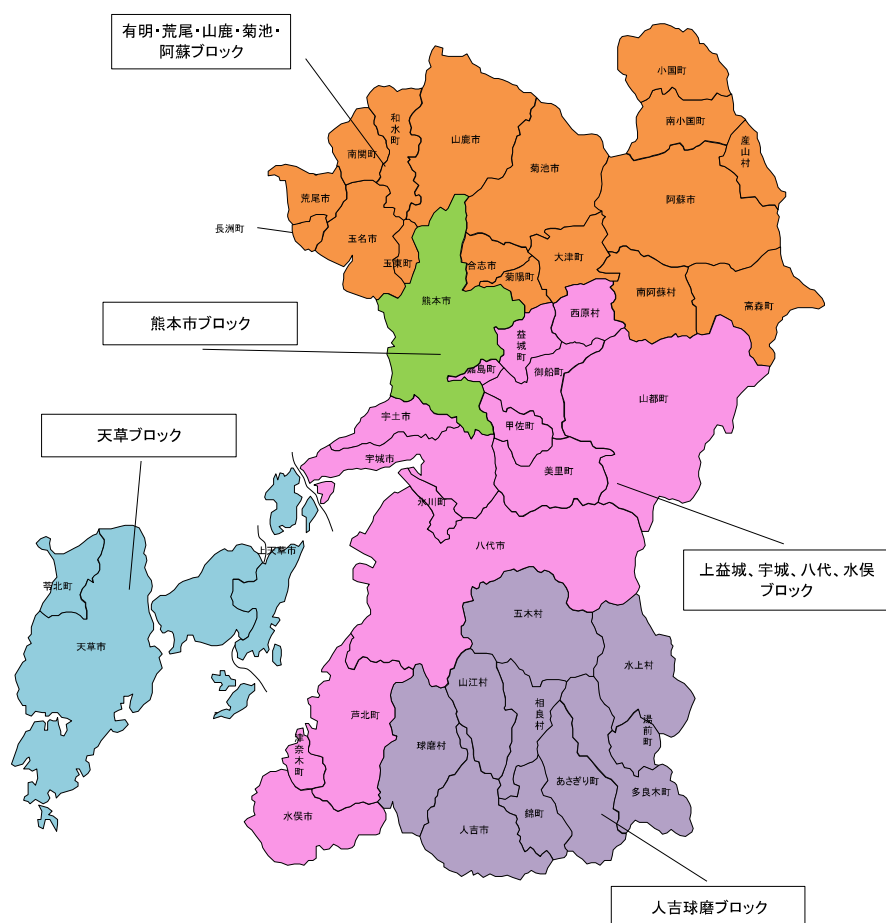 有明・荒尾・山鹿・菊池・
阿蘇ブロック
小国町
南小国町
産山村
和水町
山鹿市
南関町
菊池市
荒尾市
阿蘇市
長洲町
玉名市
玉東町
合志市
菊陽町
大津町
南阿蘇村
高森町
熊本市
西原村
熊本市ブロック
益城町
嘉島町
御船町
山都町
宇土市
甲佐町
天草ブロック
宇城市
美里町
氷川町
八代市
上天草市
上益城、宇城、八代、水俣
ブロック
苓北町
天草市
五木村
水上村
山江村
相良村
芦北町
湯前町
球磨村
津奈木町
あさぎり町
多良木町
水俣市
人吉市
錦町
人吉球磨ブロック